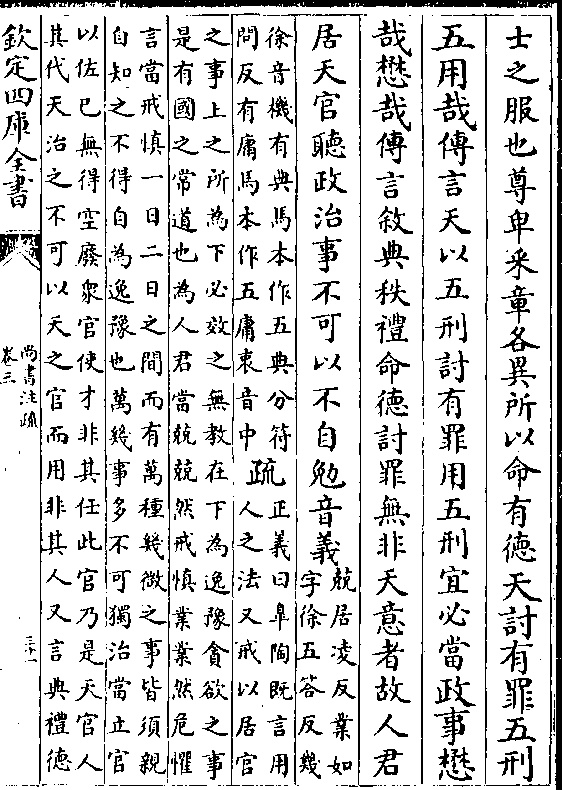 士之服也尊卑采章各異所以命有德天討有罪五刑
五用哉傳言天以五刑討有罪用五刑宜必當政事懋
哉懋哉傳言敘典秩禮命德討罪無非天意者故人君
居天官聽政治事不可以不自勉音義
兢居凌反業如
字徐五答反幾
徐音機有典馬本作五典分符
問反有庸馬本作五庸衷音中
疏
正義曰皐陶既言用
人之法又戒以居官
之事上之所為下必效之無教在下為逸豫貪欲之事
是有國之常道也為人君當兢兢然戒慎業業然危懼
言當戒慎一日二日之間而有萬種幾微之事皆須親
自知之不得自為逸豫也萬幾事多不可獨治當立官
以佐已無得空廢衆官使才非其任此官乃是天官人
其代天治之不可以天之官而用非其人又言典禮德
欽定四庫全書
尚書注疏
卷三